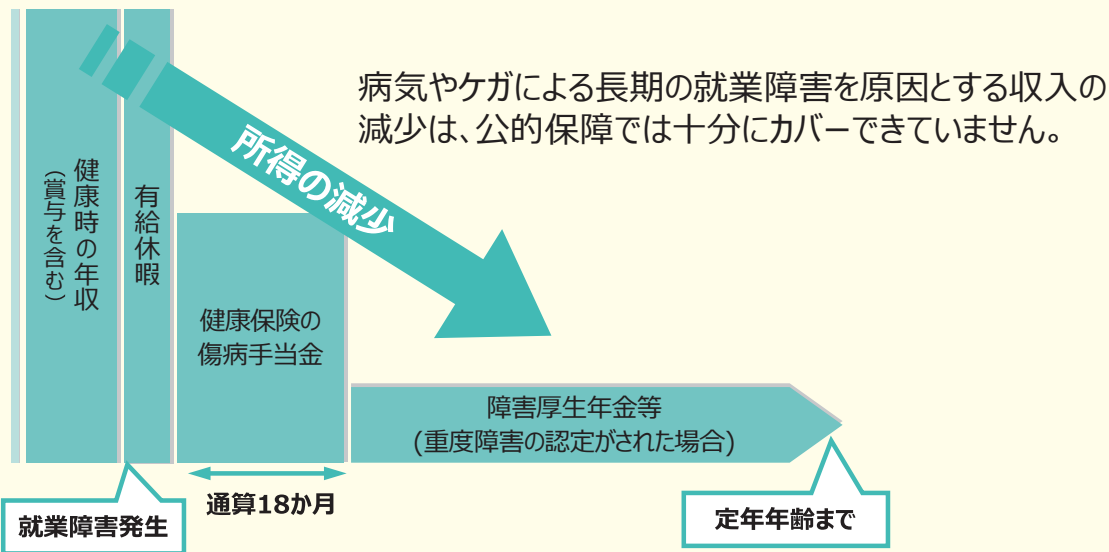 病気やケガによる長期の就業障害を原因とする収入の
減少は、公的保障では十分にカバーできていません。
所得の減少
健康時の年収
（賞与を含む）
有給休暇
健康保険の
傷病手当金
障害厚生年金等
(重度障害の認定がされた場合)
通算18か月
就業障害発生
定年年齢まで